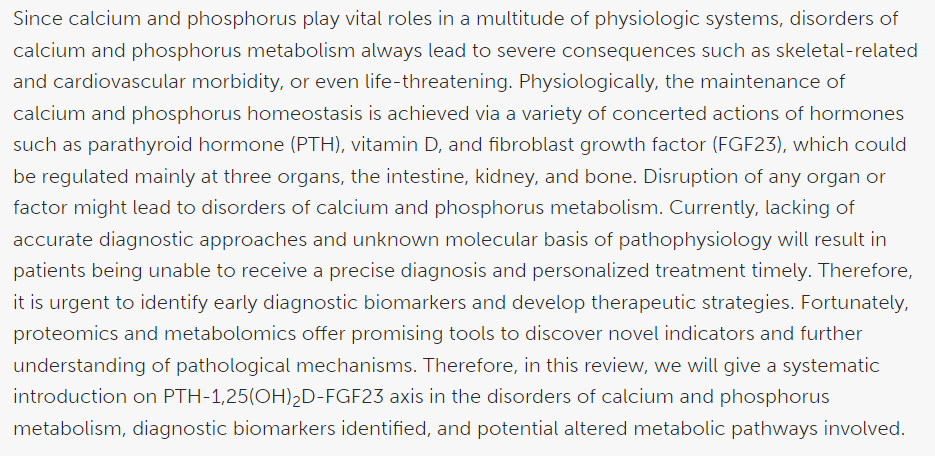 Since calcium and phosphorus play vital roles in a multitude of physiologic systems, disorders of
calcium and phosphorus metabolism always lead to severe consequences such as skeletal-related
and cardiovascular morbidity, or even life-threatening. Physiologically, the maintenance of
calcium and phosphorus homeostasis is achieved via a variety of concerted actions of hormones
such as parathyroid hormone (PTH), vitamin D, and fibroblast growth factor (FGF23), which could
be regulated mainly at three organs, the intestine, kidney, and bone. Disruption of any organ or
factor might lead to disorders of calcium and phosphorus metabolism. Currently, lacking of
accurate diagnostic approaches and unknown molecular basis of pathophysiology will result in
patients being unable to receive a precise diagnosis and personalized treatment timely. Therefore,
it is urgent to identify early diagnostic biomarkers and develop therapeutic strategies. Fortunately,
proteomics and metabolomics offer promising tools to discover novel indicators and further
understanding of pathological mechanisms. Therefore, in this review, we will give a systematic
introduction on PTH-1,25(OH)₂D-FGF23 axis in the disorders of calcium and phosphorus
metabolism, diagnostic biomarkers identified, and potential altered metabolic pathways involved.